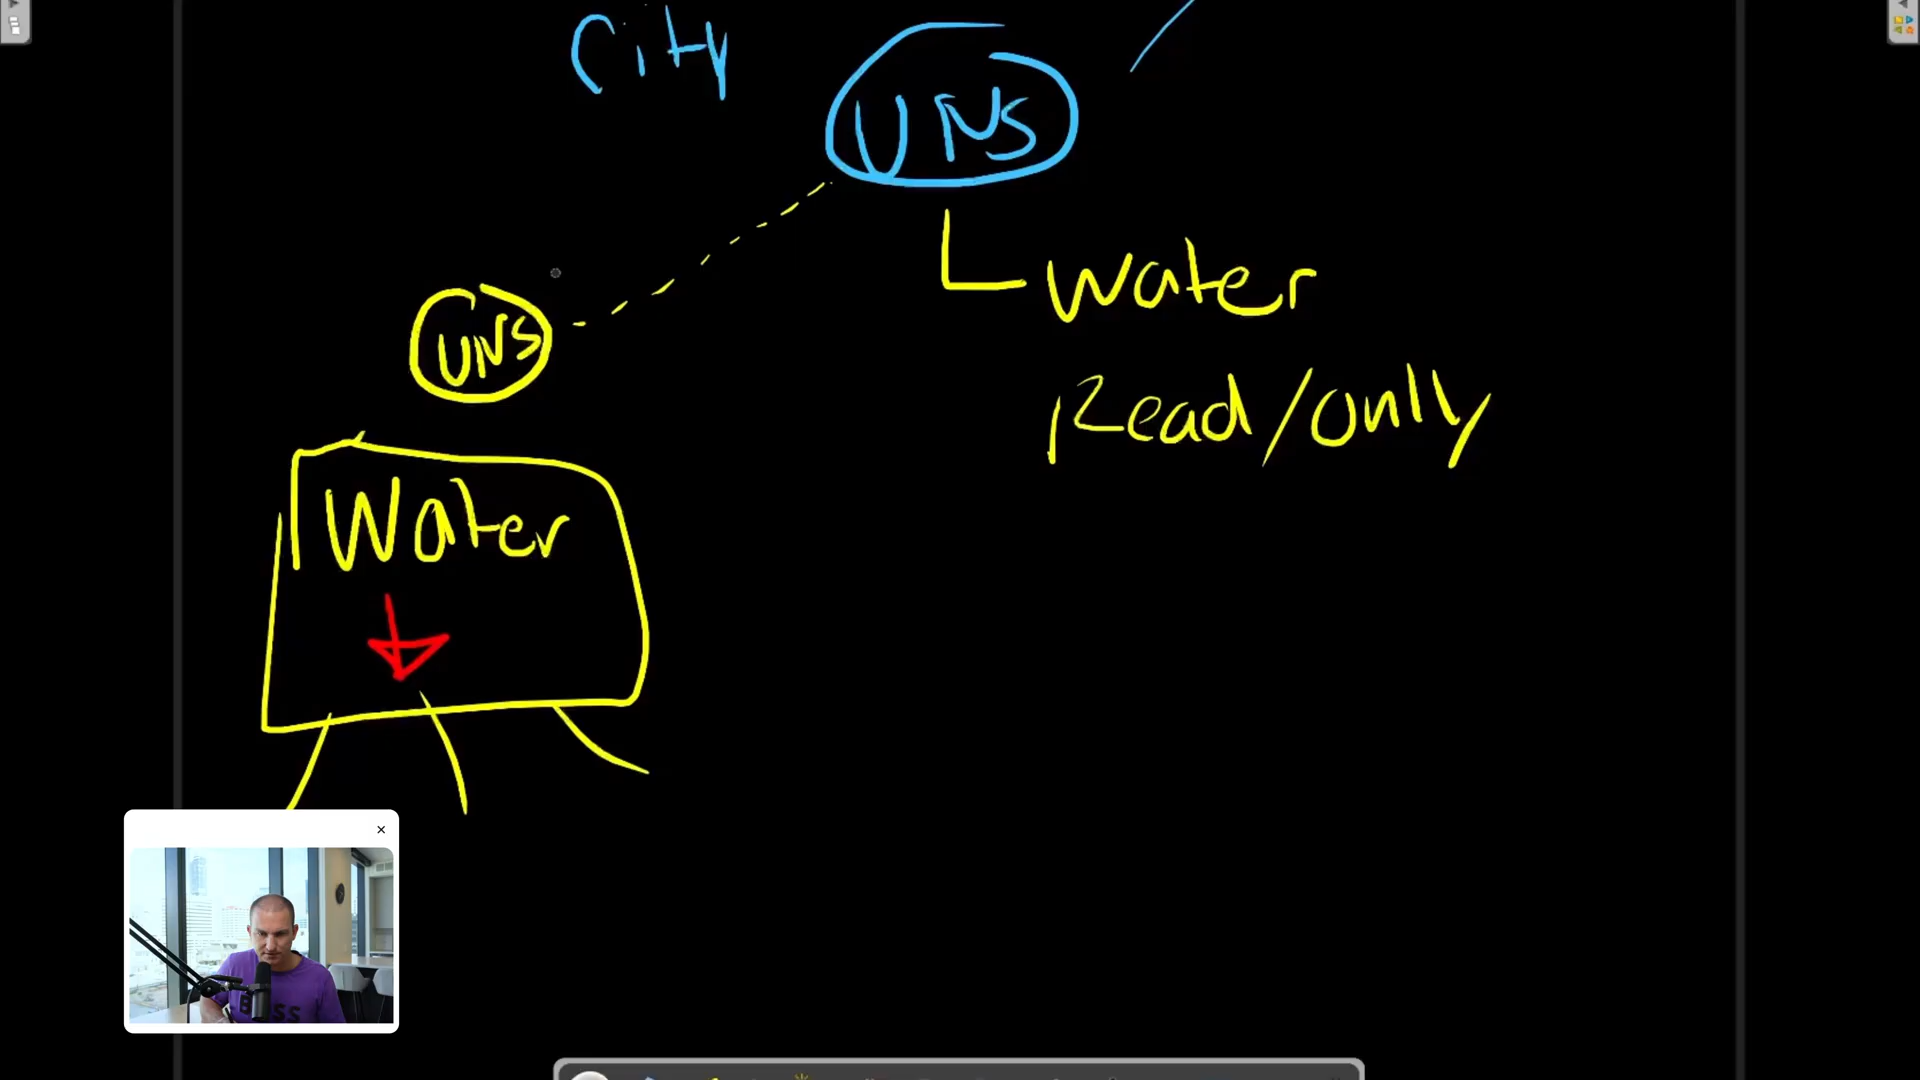 City
UNS
Water
UNS
Read/only
Water